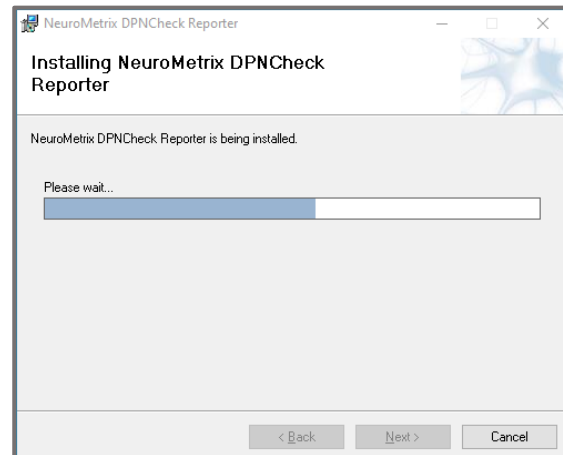 NeuroMetrix DPNCheck Reporter
Installing NeuroMetrix DPNCheck
Reporter
NeuroMetrix DPNCheck Reporter is being installed.
Please wait...
< Back
Next >
Cancel